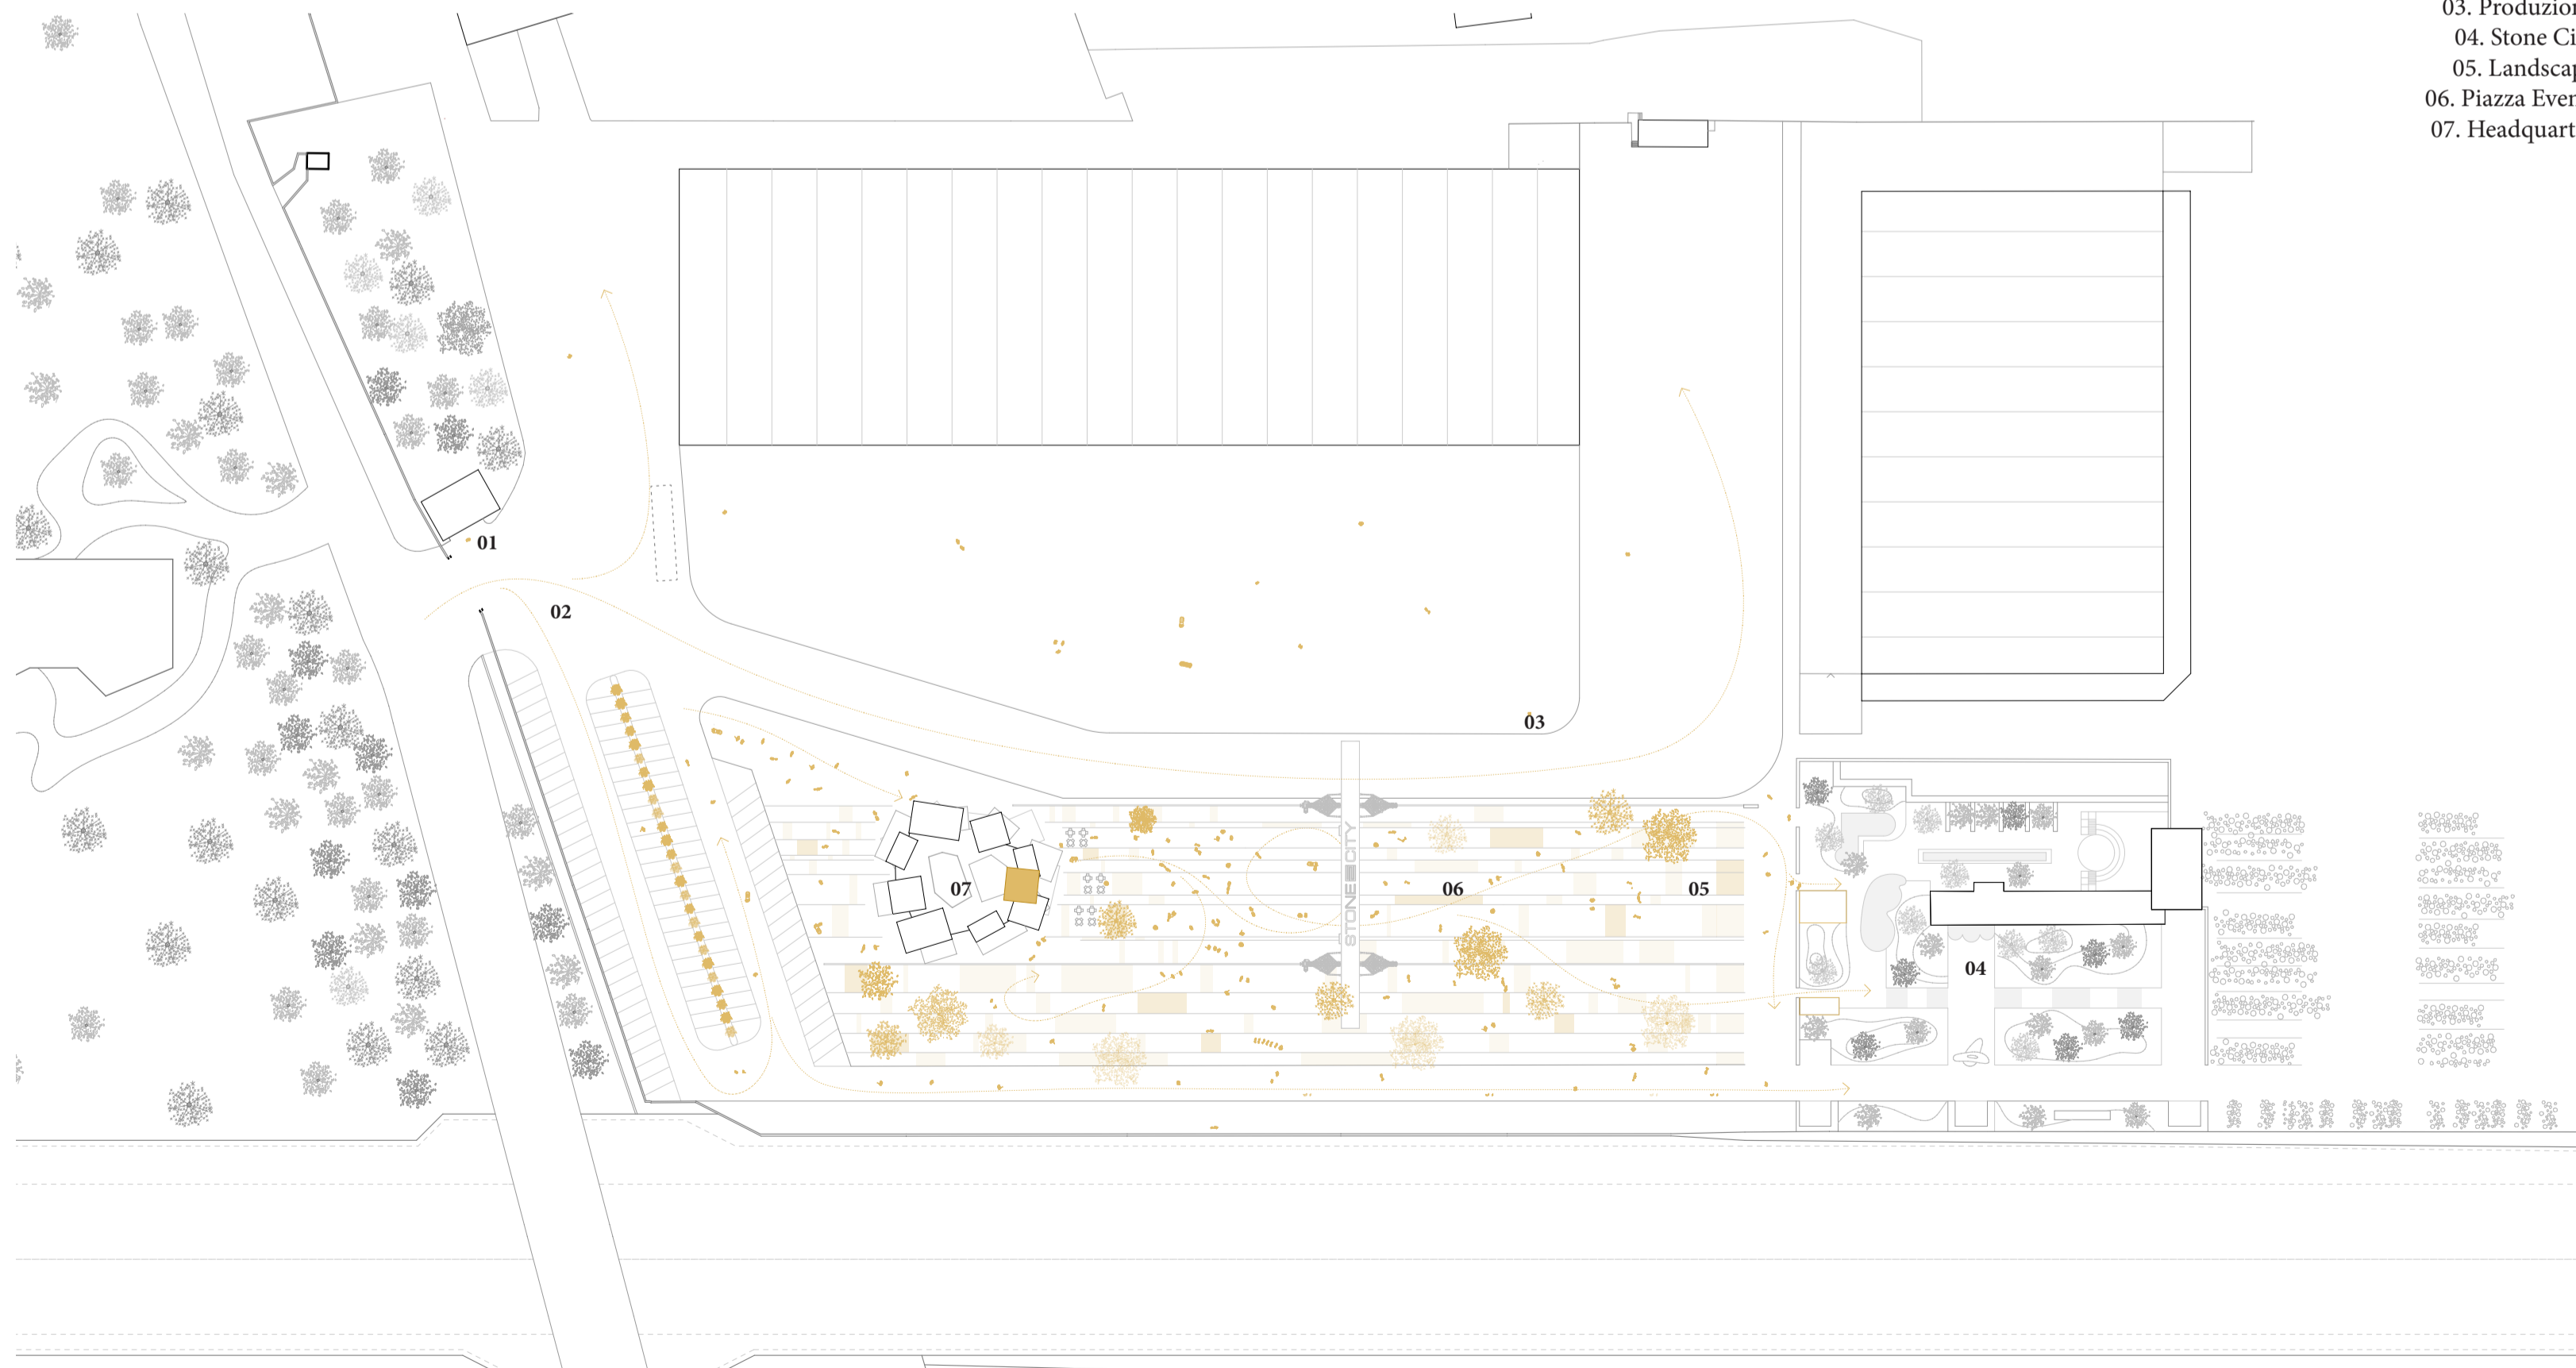 03. Produzion
04. Stone Ci
05. Landscap
06. Piazza Even
07. Headquart
01
02
03
07
STONE CITY
06
05
04